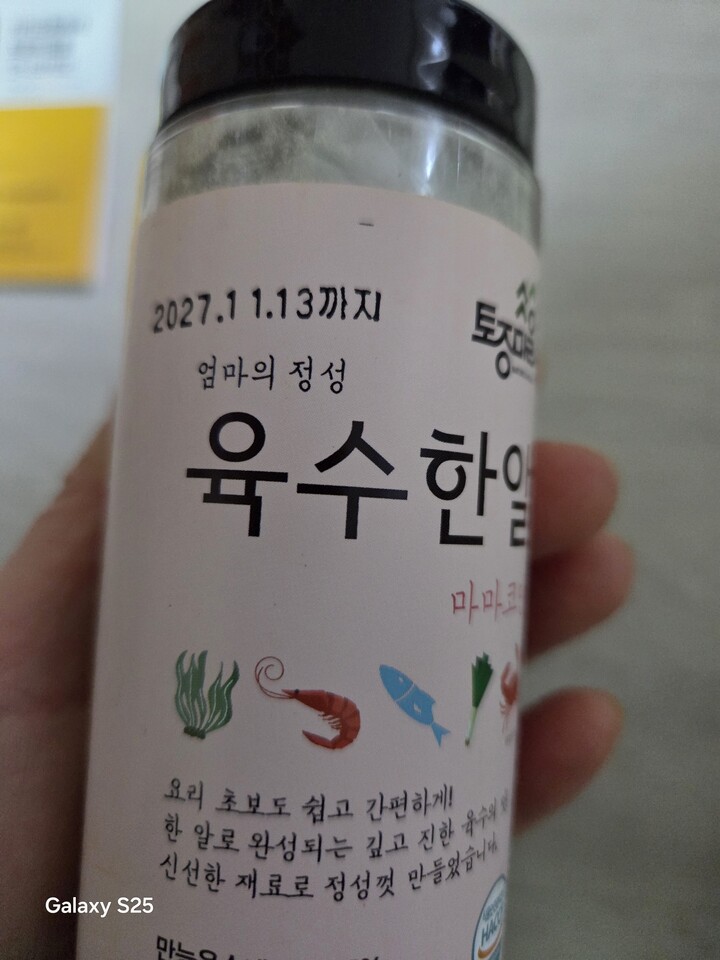 2027.11.13까지
엄마의 정성
육수한알
마마
요리 초보도 쉽고 간편하게!
한 알로 완성되는 깊고 진한 육수의
신선한 재료로 정성껏 만들었습니다.
HACC
Galaxy S25